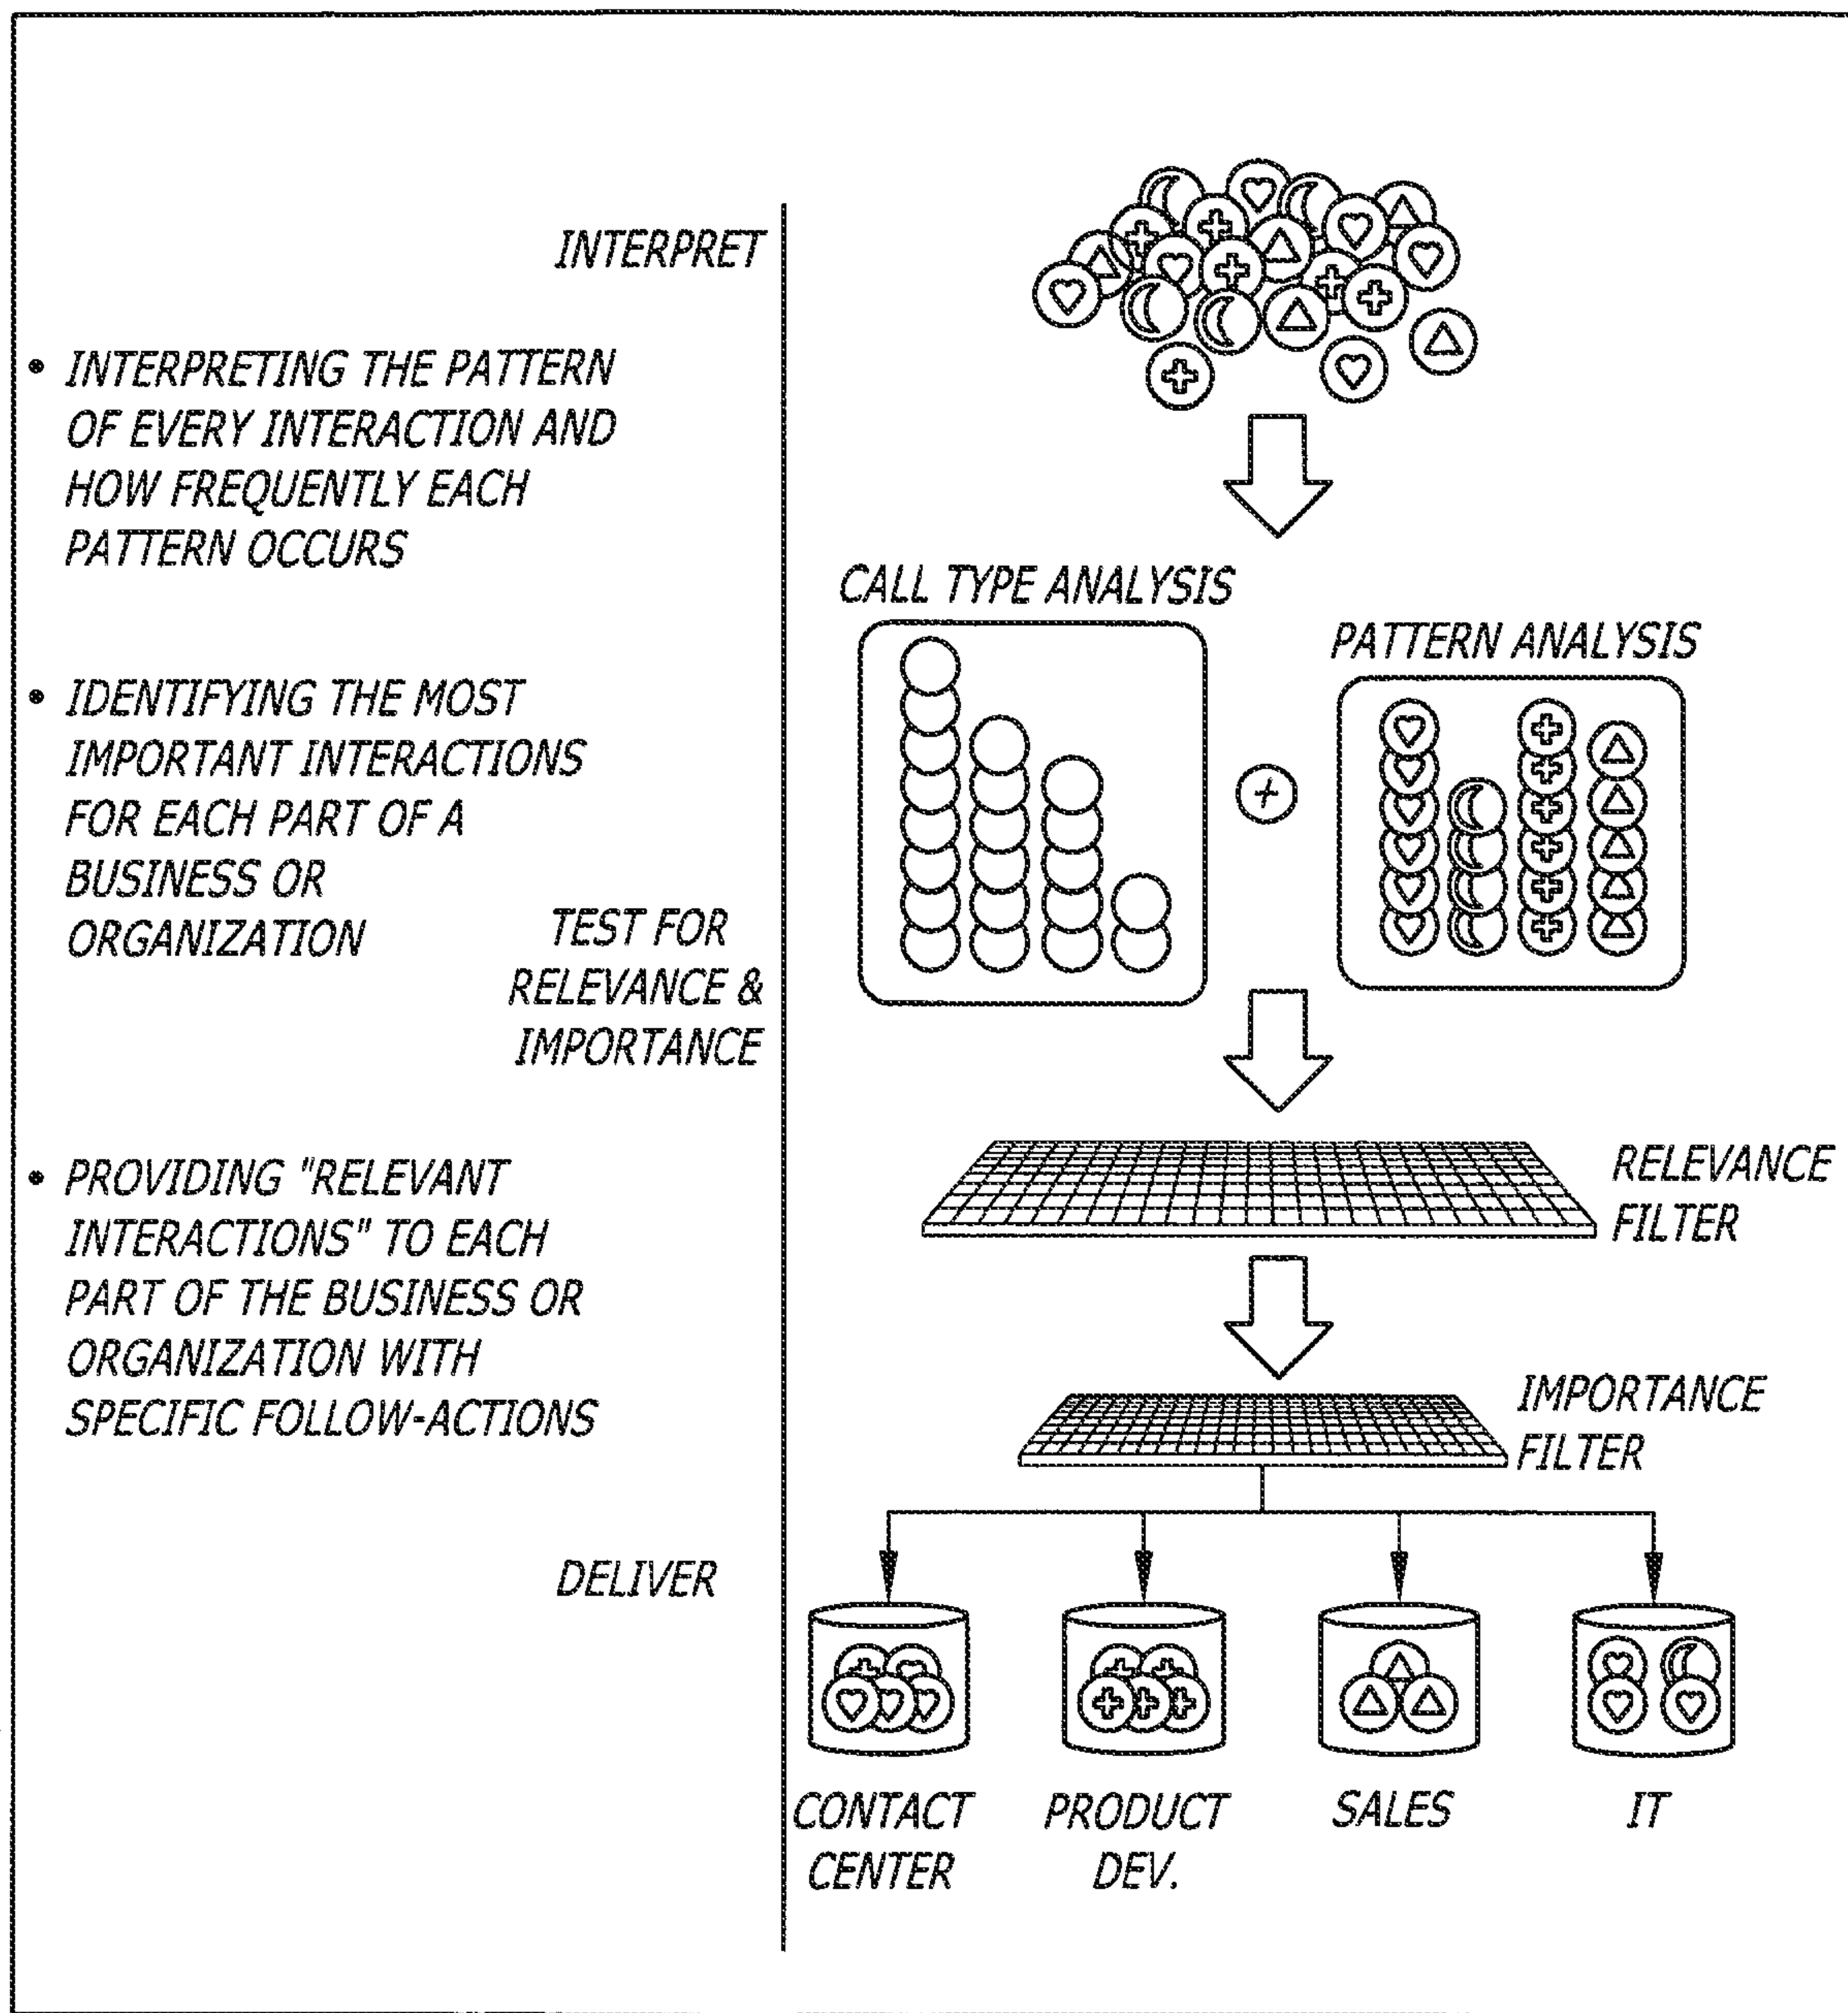 INTERPRET
• INTERPRETING THE PATTERN
OF EVERY INTERACTION AND
HOW FREQUENTLY EACH
PATTERN OCCURS
• IDENTIFYING THE MOST
IMPORTANT INTERACTIONS
FOR EACH PART OF A
BUSINESS OR
ORGANIZATION
TEST FOR
RELEVANCE &
IMPORTANCE
• PROVIDING "RELEVANT
INTERACTIONS" TO EACH
PART OF THE BUSINESS OR
ORGANIZATION WITH
SPECIFIC FOLLOW-ACTIONS
DELIVER
CALL TYPE ANALYSIS
PATTERN ANALYSIS
+
RELEVANCE
FILTER
IMPORTANCE
FILTER
CONTACT
CENTER
PRODUCT
DEV.
SALES
IT